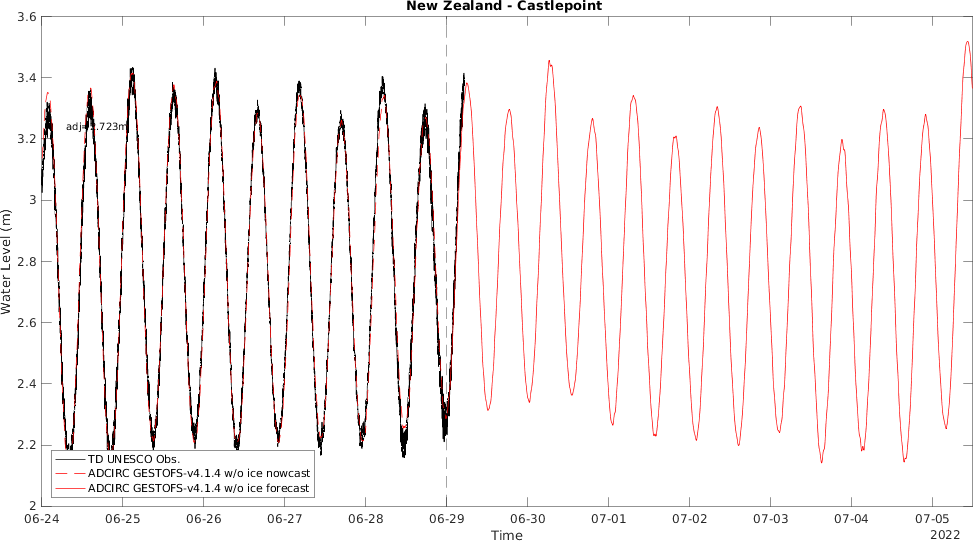 New Zealand - Castlepoint
Water Level (m)
3.6
3.4
3.2
3
2.8
2.6
2.4
2.2
2
TD UNESCO Obs.
ADCIRC GESTOFS-v4.1.4 w/o ice nowcast
ADCIRC GESTOFS-v4.1.4 w/o ice forecast
06-24 06-25 06-26 06-27 06-28 06-29 06-30 07-01 07-02 07-03 07-04 07-05
Time
2022